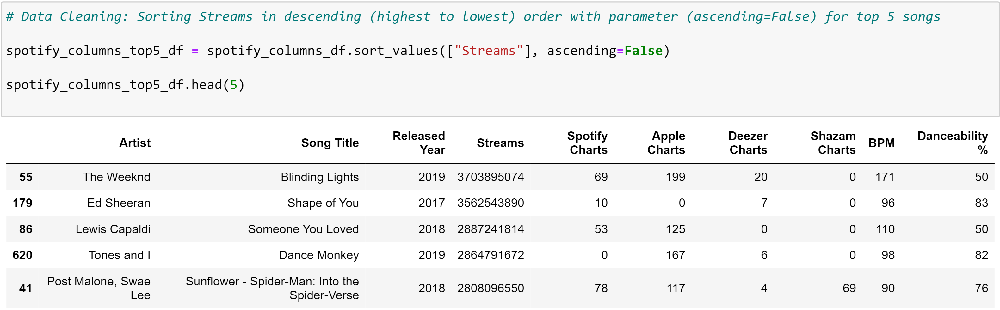 # Data Cleaning: Sorting Streams in descending (highest to lowest) order with parameter (ascending=False) for top 5 songs
spotify_columns_top5_df = spotify_columns_df.sort_values(["Streams"], ascending=False)
spotify_columns_top5_df.head(5)
Artist Song Title Released Year Streams Spotify Charts Apple Charts Deezer Charts Shazam Charts BPM Danceability %
55 The Weeknd Blinding Lights 2019 3703895074 69 199 20 0 171 50
179 Ed Sheeran Shape of You 2017 3562543890 10 0 7 0 96 83
86 Lewis Capaldi Someone You Loved 2018 2887241814 53 125 0 0 110 50
620 Tones and I Dance Monkey 2019 2864791672 0 167 6 0 98 82
41 Post Malone, Swae Lee Sunflower - Spider-Man: Into the Spider-Verse 2018 2808096550 78 117 4 69 90 76